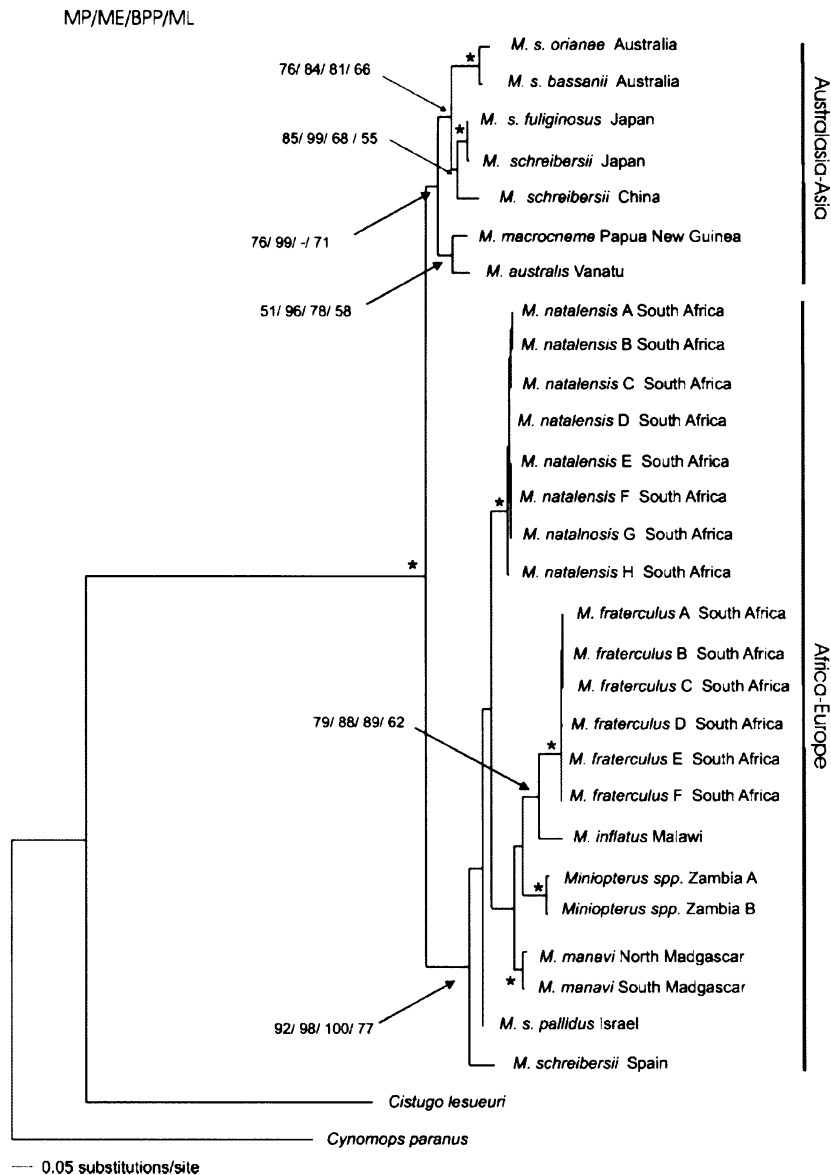 MP/ME/BPP/ML
M. s. orianae Australia
76/ 84/ 81/ 66
M. s. bassanii Australia
M. s. fuliginosus Japan
85/ 99/ 68 / 55
M. schreibersii Japan
M. schreibersii China
M. macrocneme Papua New Guinea
76/ 99/ -/ 71
M. australis Vanatu
51/ 96/ 78/ 58
Australasia-Asia
M. natalensis A South Africa
M. natalensis B South Africa
M. natalensis C South Africa
M. natalensis D South Africa
M. natalensis E South Africa
M. natalensis F South Africa
M. natalnosis G South Africa
M. natalensis H South Africa
M. fraterculus A South Africa
M. fraterculus B South Africa
M. fraterculus C South Africa
79/ 88/ 89/ 62
M. fraterculus D South Africa
M. fraterculus E South Africa
M. fraterculus F South Africa
M. inflatus Malawi
Miniopterus spp. Zambia A
Miniopterus spp. Zambia B
M. manavi North Madgascar
M. manavi South Madgascar
92/ 98/ 100/ 77
M. s. pallidus Israel
M. schreibersii Spain
Africa-Europe
Cistugo lesueuri
Cynomops paranus
0.05 substitutions/site